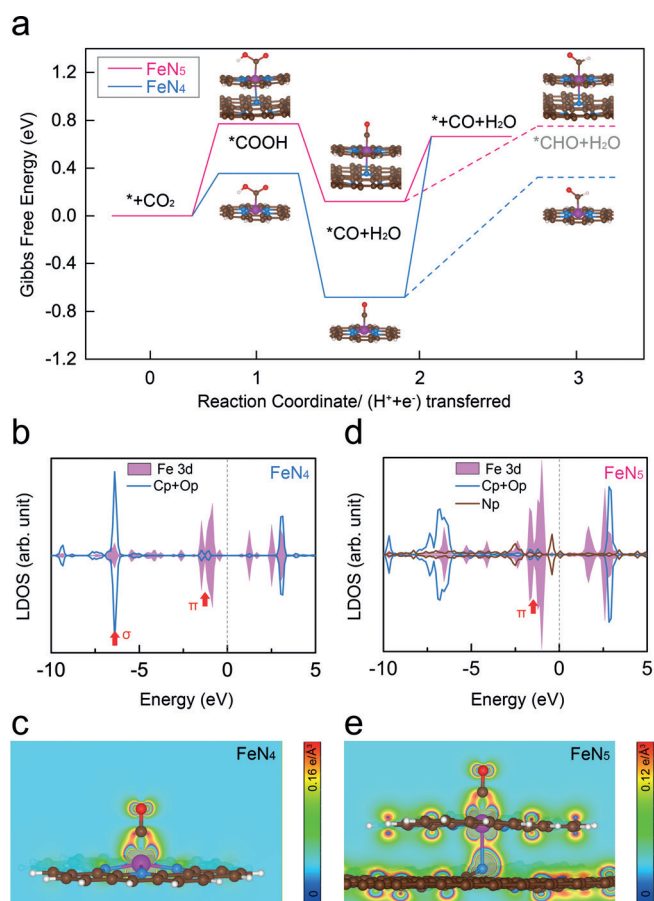 a
1.2
0.8
0.4
0.0
-0.4
-0.8
-1.2
Gibbs Free Energy (eV)
FeN₅
FeN₄
*+CO₂
*COOH
*CO+H₂O
*+CO+H₂O
*CHO+H₂O
0
1
2
3
Reaction Coordinate/ (H⁺+e⁻) transferred
b
Fe 3d
Cp+Op
FeN₄
LDOS (arb. unit)
σ
π
-10
-5
0
5
Energy (eV)
d
Fe 3d
Cp+Op
Np
FeN₅
LDOS (arb. unit)
π
-10
-5
0
5
Energy (eV)
c
FeN₄
0.16 e/Å³
0
e
FeN₅
0.12 e/Å³
0